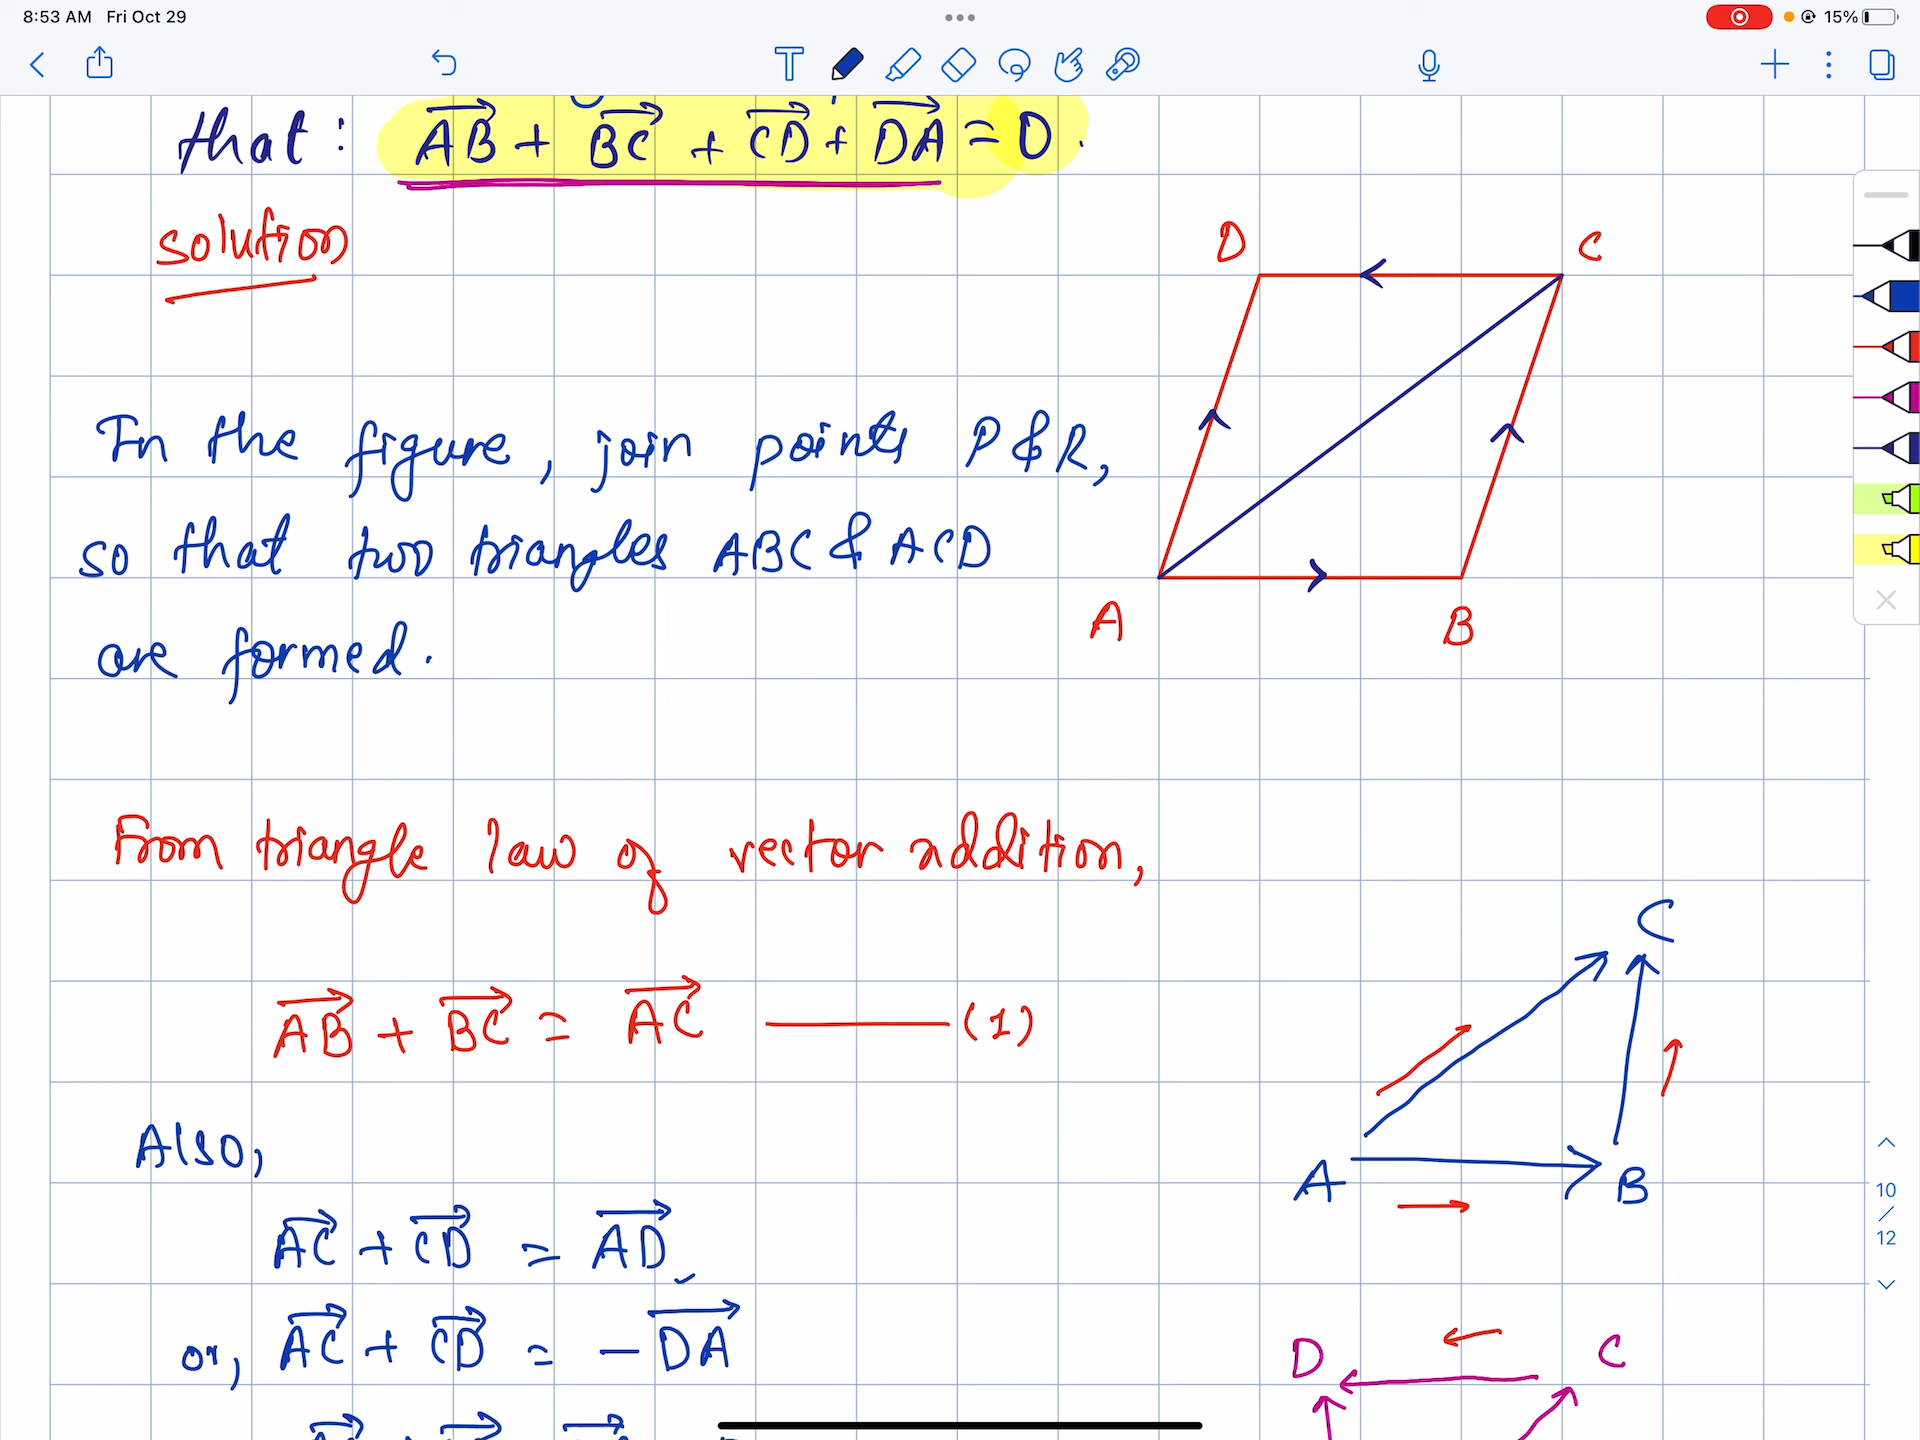 8:53 AM Fri Oct 29
15%
that: AB + BC + CD + DA = 0.
solution
D C
In the figure, join points P & R,
so that two triangles ABC & ACD
A B
are formed.
From triangle law of vector addition,
C
AB + BC = AC ——— (1)
Also,
A B
10
/
12
AC + CD = AD,
D C
or, AC + CD = - DA